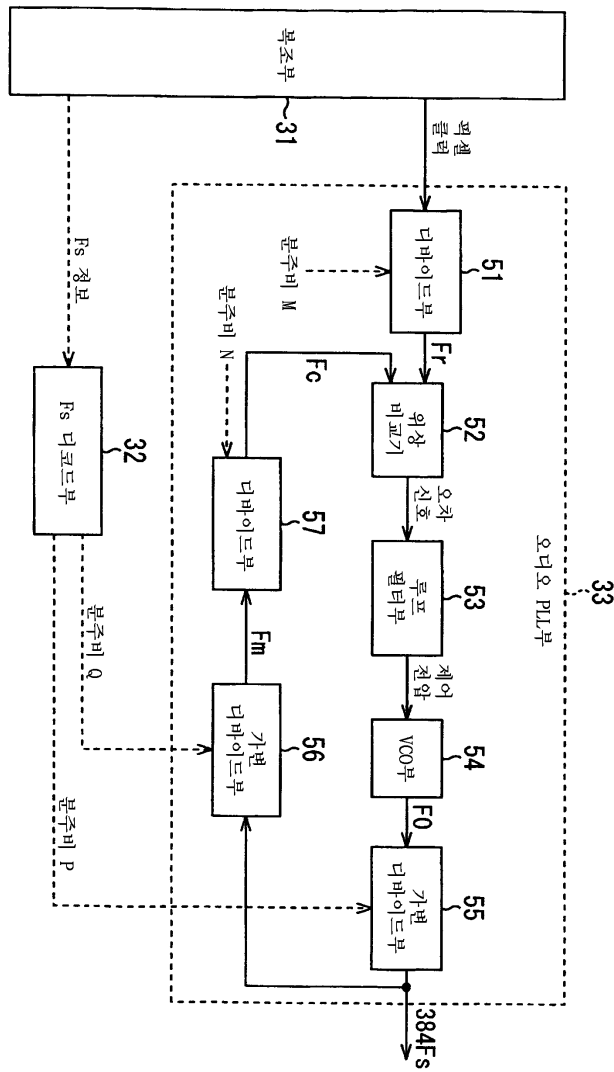 복조부
31
픽셀
클럭
Fs 정보
오디오 PLL부
33
디바이드부
51
분주비 M
Fr
위상
비교기
52
오차
신호
루프
필터부
53
제어
전압
VCO부
54
F0
가변
디바이드부
55
384Fs
Fc
분주비 N
디바이드부
57
Fm
가변
디바이드부
56
Fs 디코드부
32
분주비 Q
분주비 P